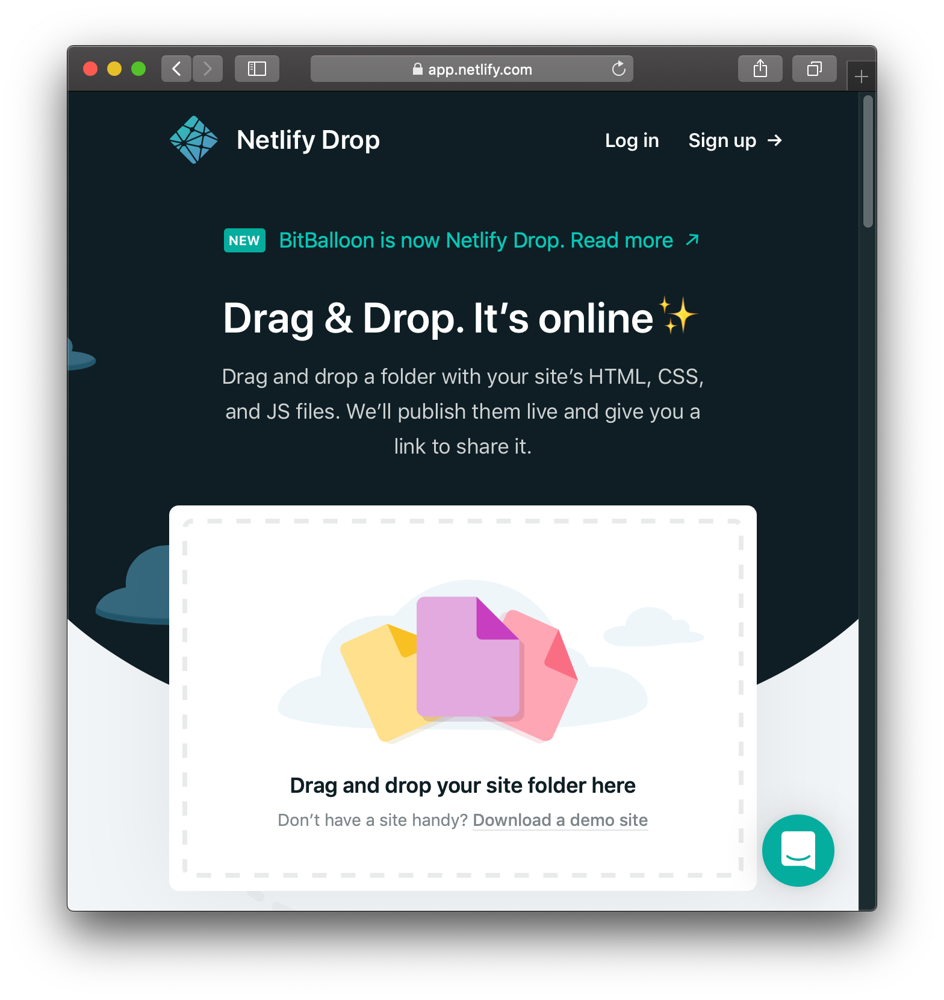 app.netlify.com
Netlify Drop
Log in
Sign up →
NEW
BitBalloon is now Netlify Drop. Read more ↗
Drag & Drop. It’s online✨
Drag and drop a folder with your site’s HTML, CSS,
and JS files. We’ll publish them live and give you a
link to share it.
Drag and drop your site folder here
Don’t have a site handy? Download a demo site